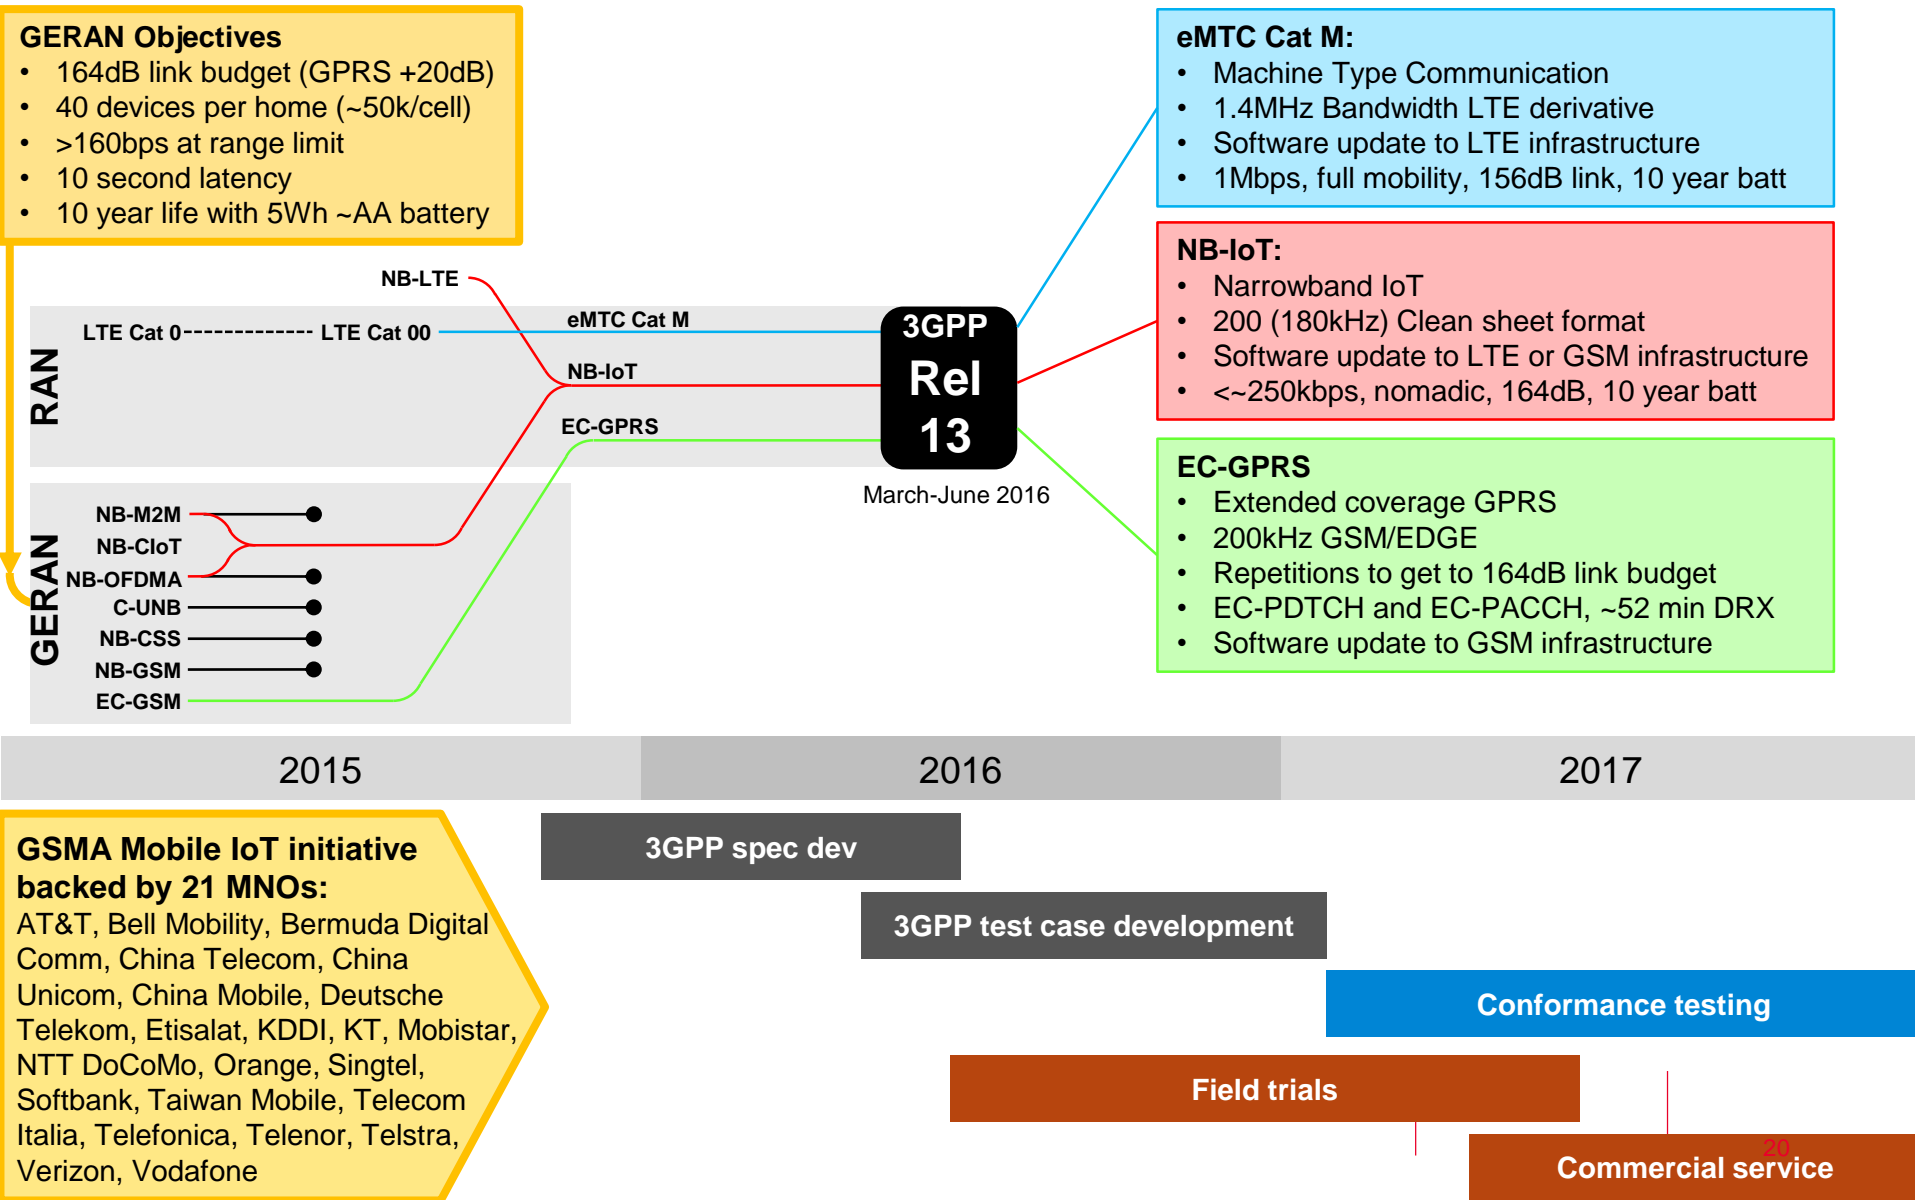 GERAN Objectives
• 164dB link budget (GPRS +20dB)
• 40 devices per home (~50k/cell)
• >160bps at range limit
• 10 second latency
• 10 year life with 5Wh ~AA battery
eMTC Cat M:
• Machine Type Communication
• 1.4MHz Bandwidth LTE derivative
• Software update to LTE infrastructure
• 1Mbps, full mobility, 156dB link, 10 year batt
NB-IoT:
• Narrowband IoT
• 200 (180kHz) Clean sheet format
• Software update to LTE or GSM infrastructure
• <~250kbps, nomadic, 164dB, 10 year batt
EC-GPRS
• Extended coverage GPRS
• 200kHz GSM/EDGE
• Repetitions to get to 164dB link budget
• EC-PDTCH and EC-PACCH, ~52 min DRX
• Software update to GSM infrastructure
RAN
NB-LTE
LTE Cat 0
LTE Cat 00
eMTC Cat M
NB-IoT
EC-GPRS
3GPP
Rel
13
March-June 2016
GERAN
NB-M2M
NB-CIoT
NB-OFDMA
C-UNB
NB-CSS
NB-GSM
EC-GSM
2015
2016
2017
GSMA Mobile IoT initiative
backed by 21 MNOs:
AT&T, Bell Mobility, Bermuda Digital
Comm, China Telecom, China
Unicom, China Mobile, Deutsche
Telekom, Etisalat, KDDI, KT, Mobistar,
NTT DoCoMo, Orange, Singtel,
Softbank, Taiwan Mobile, Telecom
Italia, Telefonica, Telenor, Telstra,
Verizon, Vodafone
3GPP spec dev
3GPP test case development
Conformance testing
Field trials
20
Commercial service